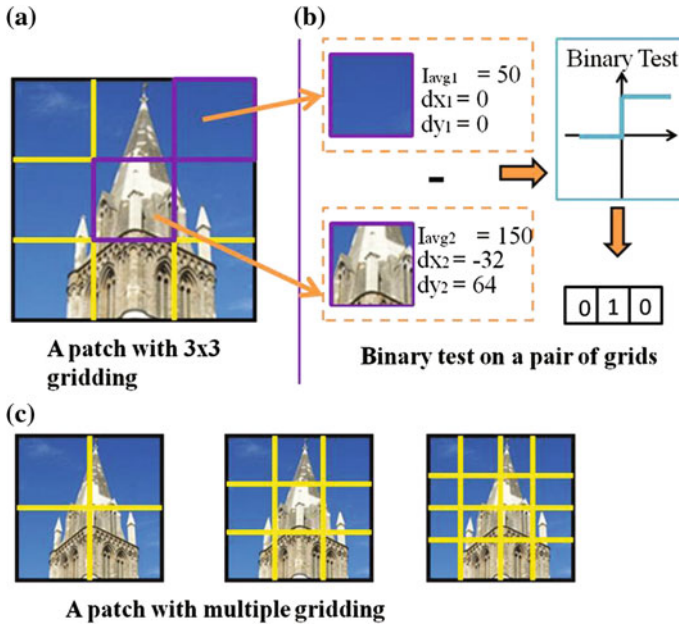 (a)
(b)
Iavg1 = 50
dx1 = 0
dy1 = 0
-
Binary Test
Iavg2 = 150
dx2 = -32
dy2 = 64
0 1 0
A patch with 3x3
gridding
Binary test on a pair of grids
(c)
A patch with multiple gridding